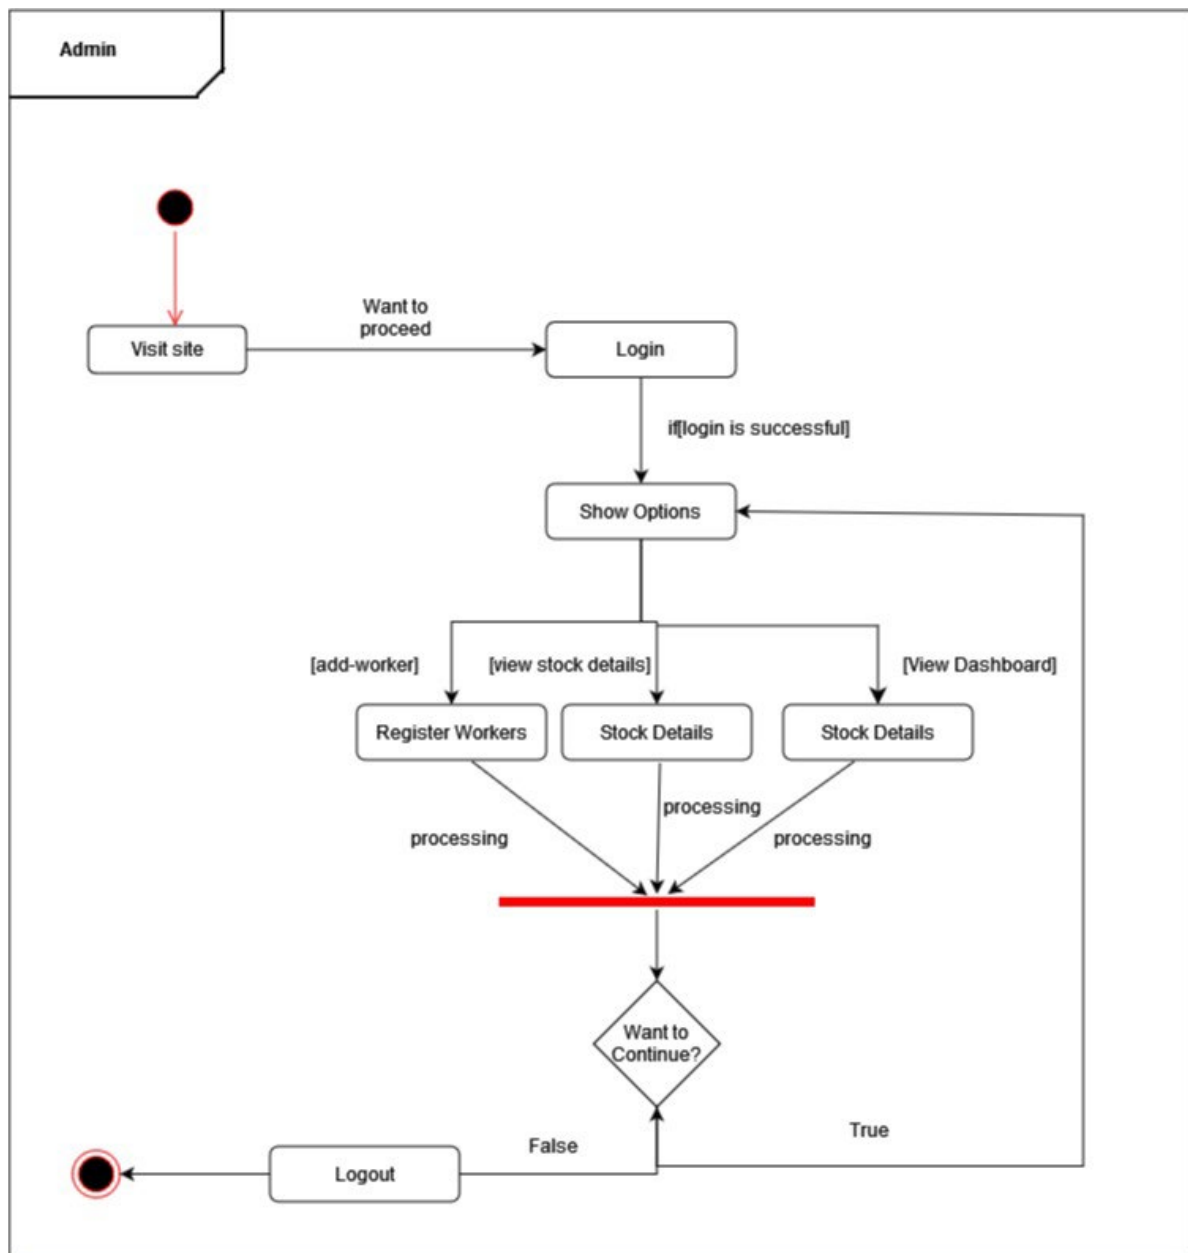 Admin
Want to
proceed
Visit site
Login
if[login is successful]
Show Options
[add-worker]
[view stock details]
[View Dashboard]
Register Workers
Stock Details
Stock Details
processing
processing
processing
Want to
Continue?
False
True
Logout